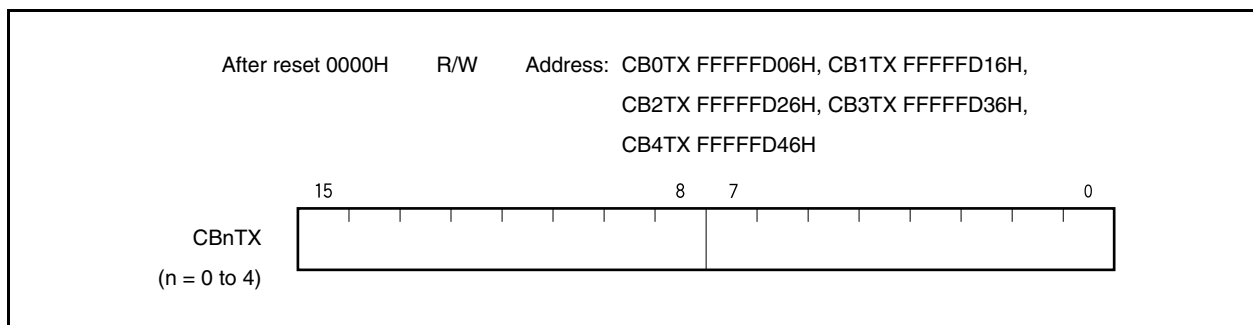 After reset 0000H R/W Address: CB0TX FFFFFD06H, CB1TX FFFFFD16H,
CB2TX FFFFFD26H, CB3TX FFFFFD36H,
CB4TX FFFFFD46H
15 8 7 0
CBnTX
(n = 0 to 4)